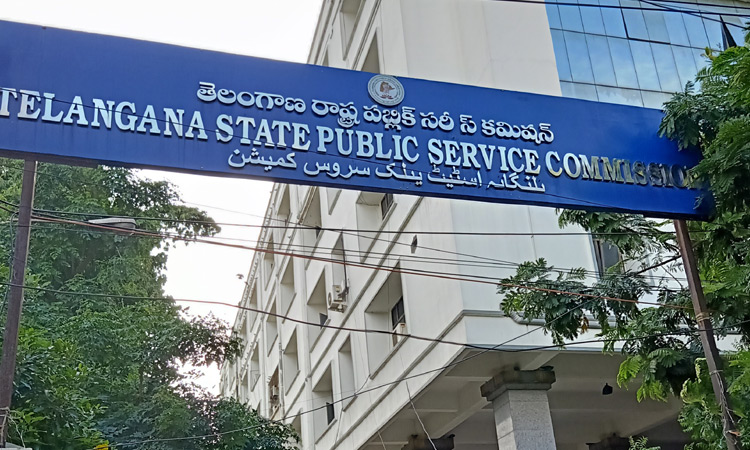 తెలంగాణ రాష్ట్ర పబ్లిక్ సరీ స్ కమిషన్
TELANGANA STATE PUBLIC SERVICE COMMISSION
تلنگانہ اسٹیٹ پبلک سروس کمیشن